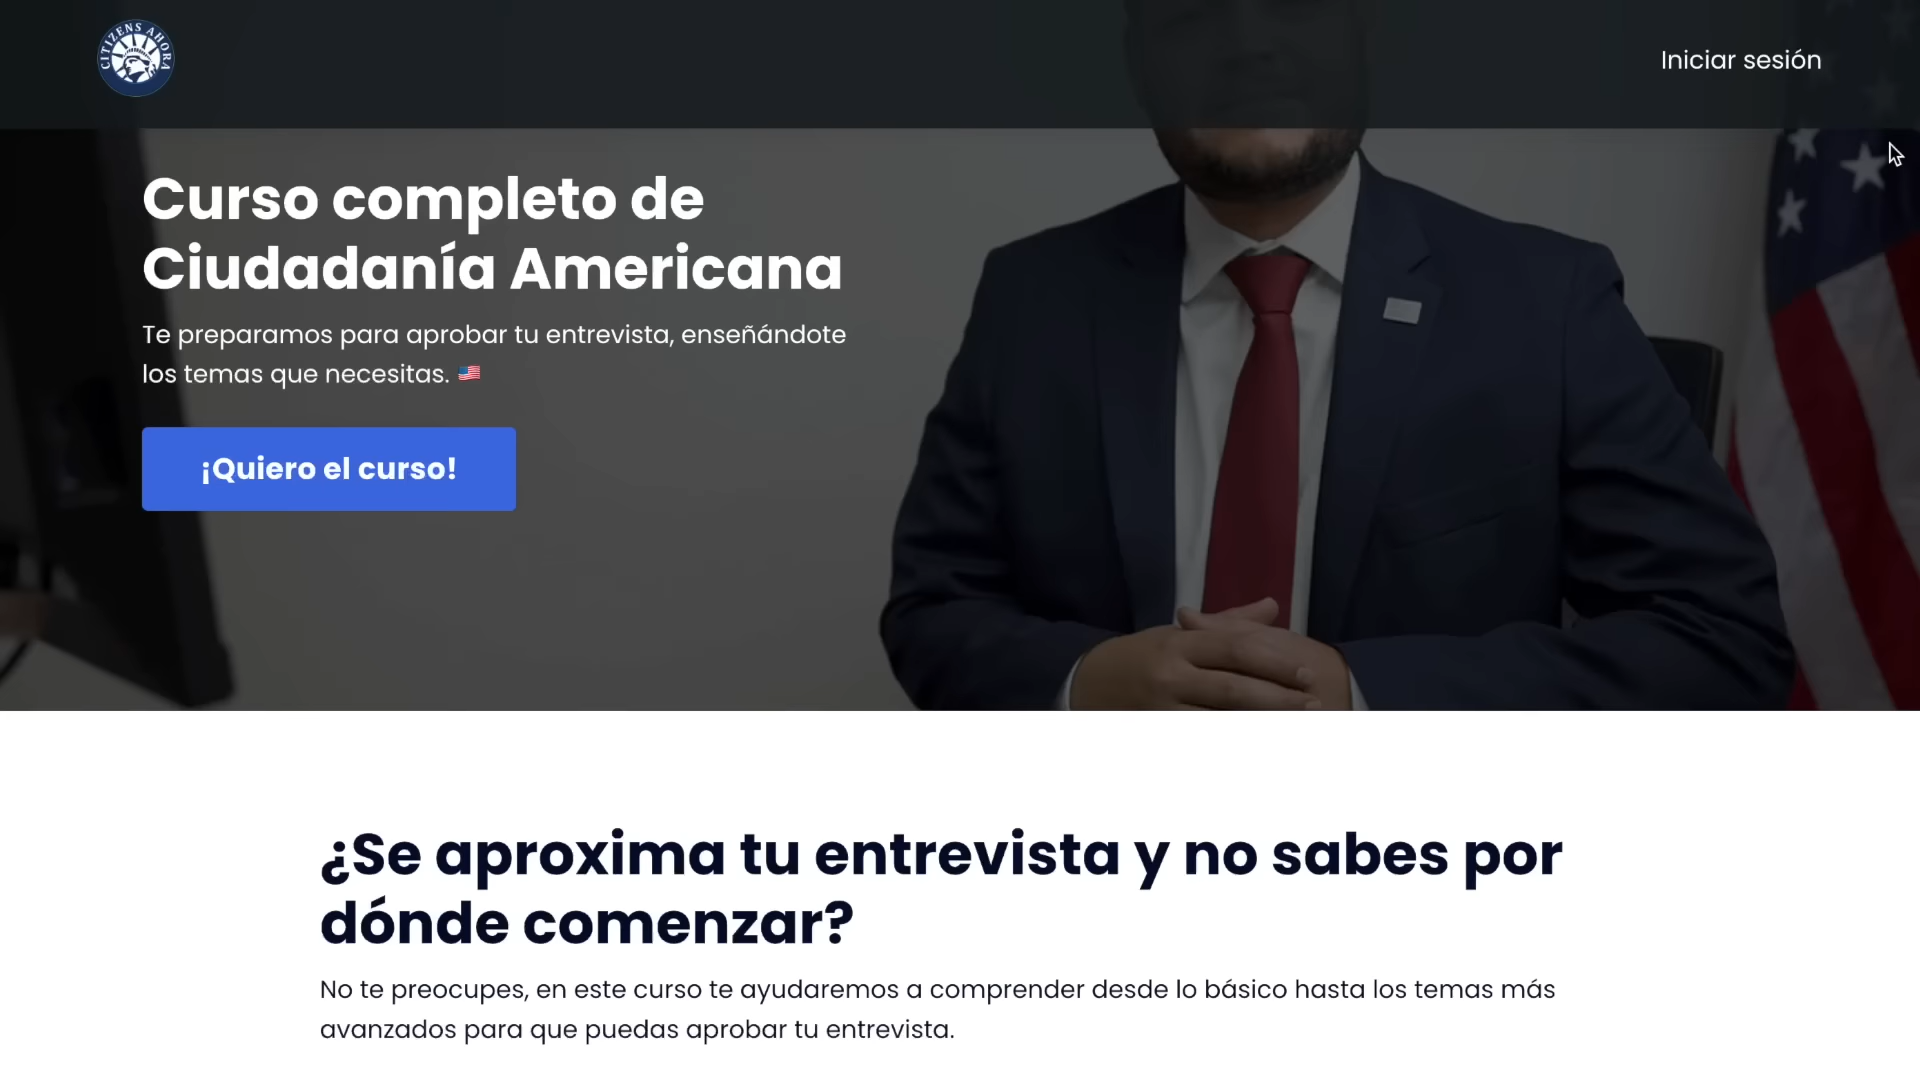 CITIZENS AHORA
Iniciar sesión
Curso completo de
Ciudadanía Americana
Te preparamos para aprobar tu entrevista, enseñándote
los temas que necesitas. 🇺🇸
¡Quiero el curso!
¿Se aproxima tu entrevista y no sabes por
dónde comenzar?
No te preocupes, en este curso te ayudaremos a comprender desde lo básico hasta los temas más
avanzados para que puedas aprobar tu entrevista.